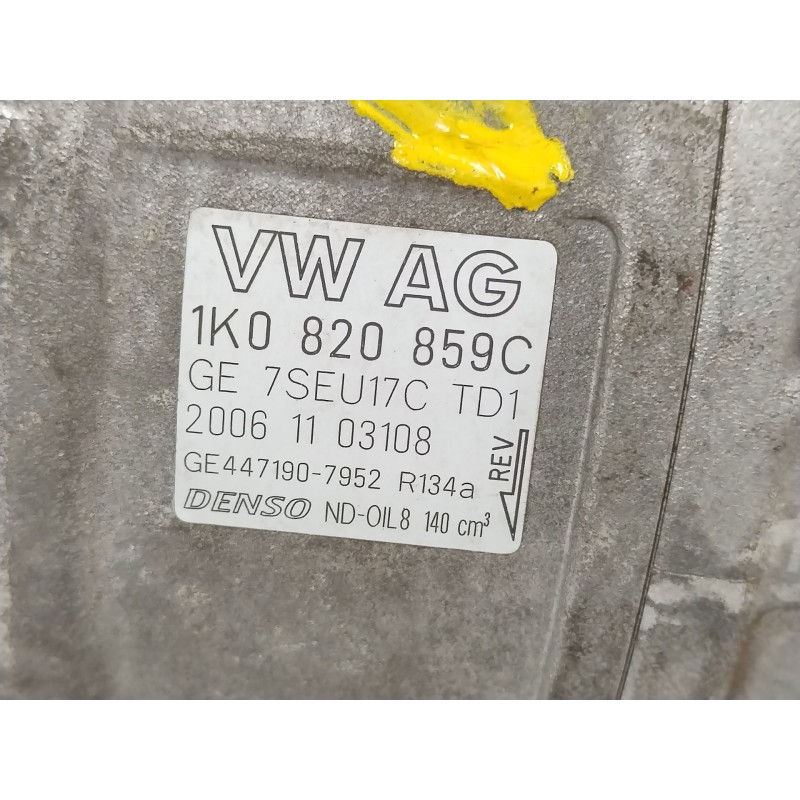 VW AG
1K0 820 859C
GE 7SEU17C TD1
2006 11 03108
GE447190-7952 R134a
REV
DENSO ND-OIL8 140 cm³